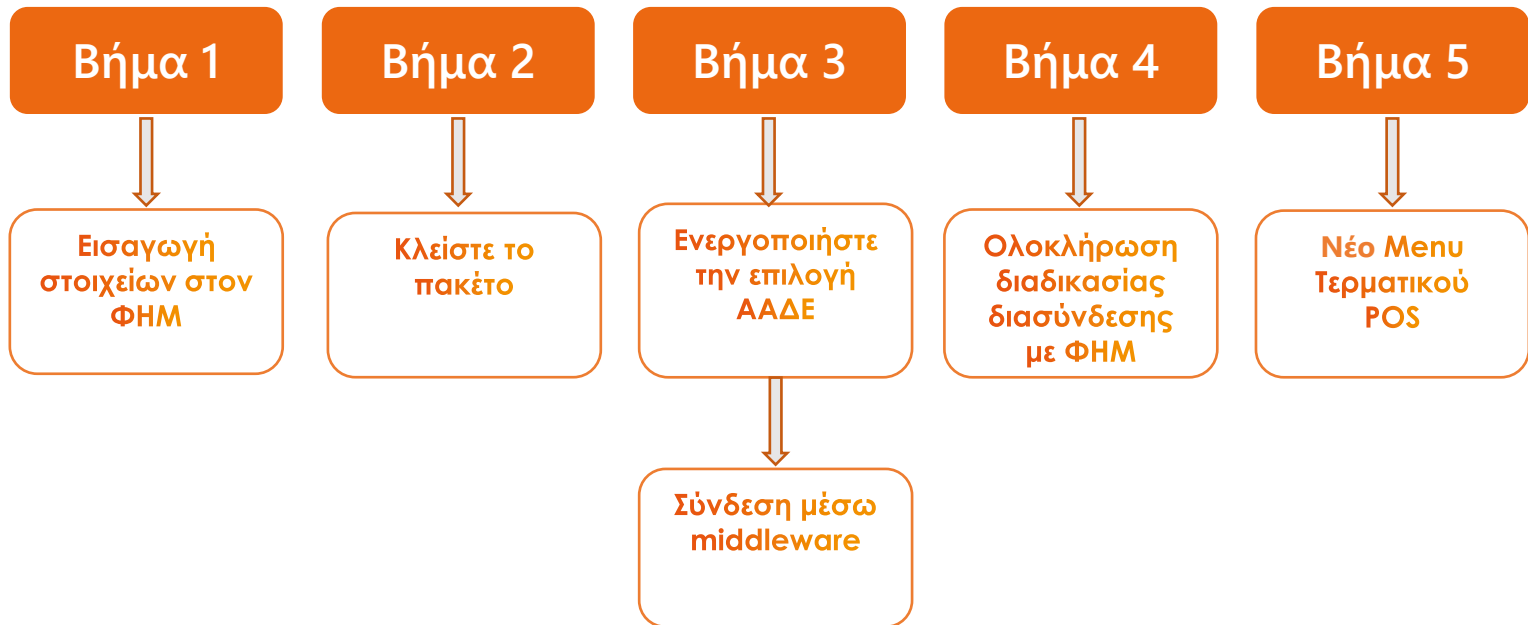 Βήμα 1
Βήμα 2
Βήμα 3
Βήμα 4
Βήμα 5
Εισαγωγή
στοιχείων στον
ΦΗΜ
Κλείστε το
πακέτο
Ενεργοποιήστε
την επιλογή
ΑΑΔΕ
Ολοκλήρωση
διαδικασίας
διασύνδεσης
με ΦΗΜ
Νέο Menu
Τερματικού
POS
Σύνδεση μέσω
middleware